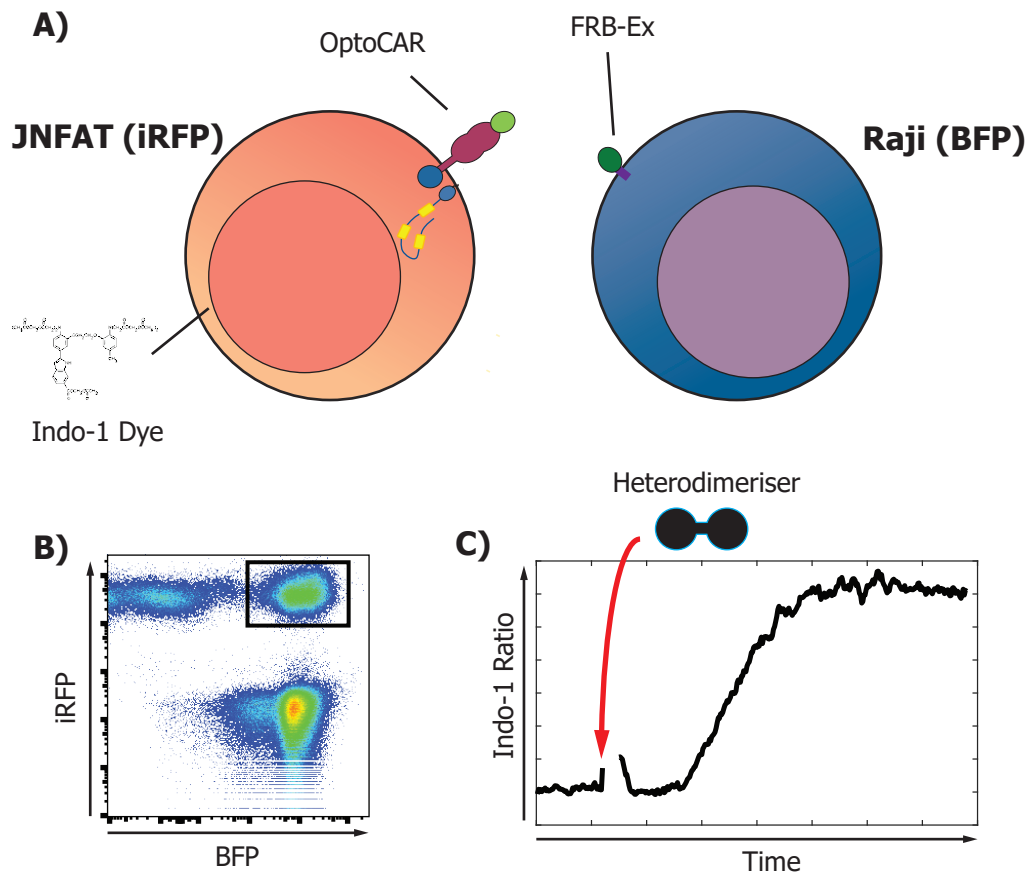 A)
OptoCAR
FRB-Ex
JNFAT (iRFP)
Raji (BFP)
Indo-1 Dye
Heterodimeriser
B)
C)
iRFP
BFP
Indo-1 Ratio
Time